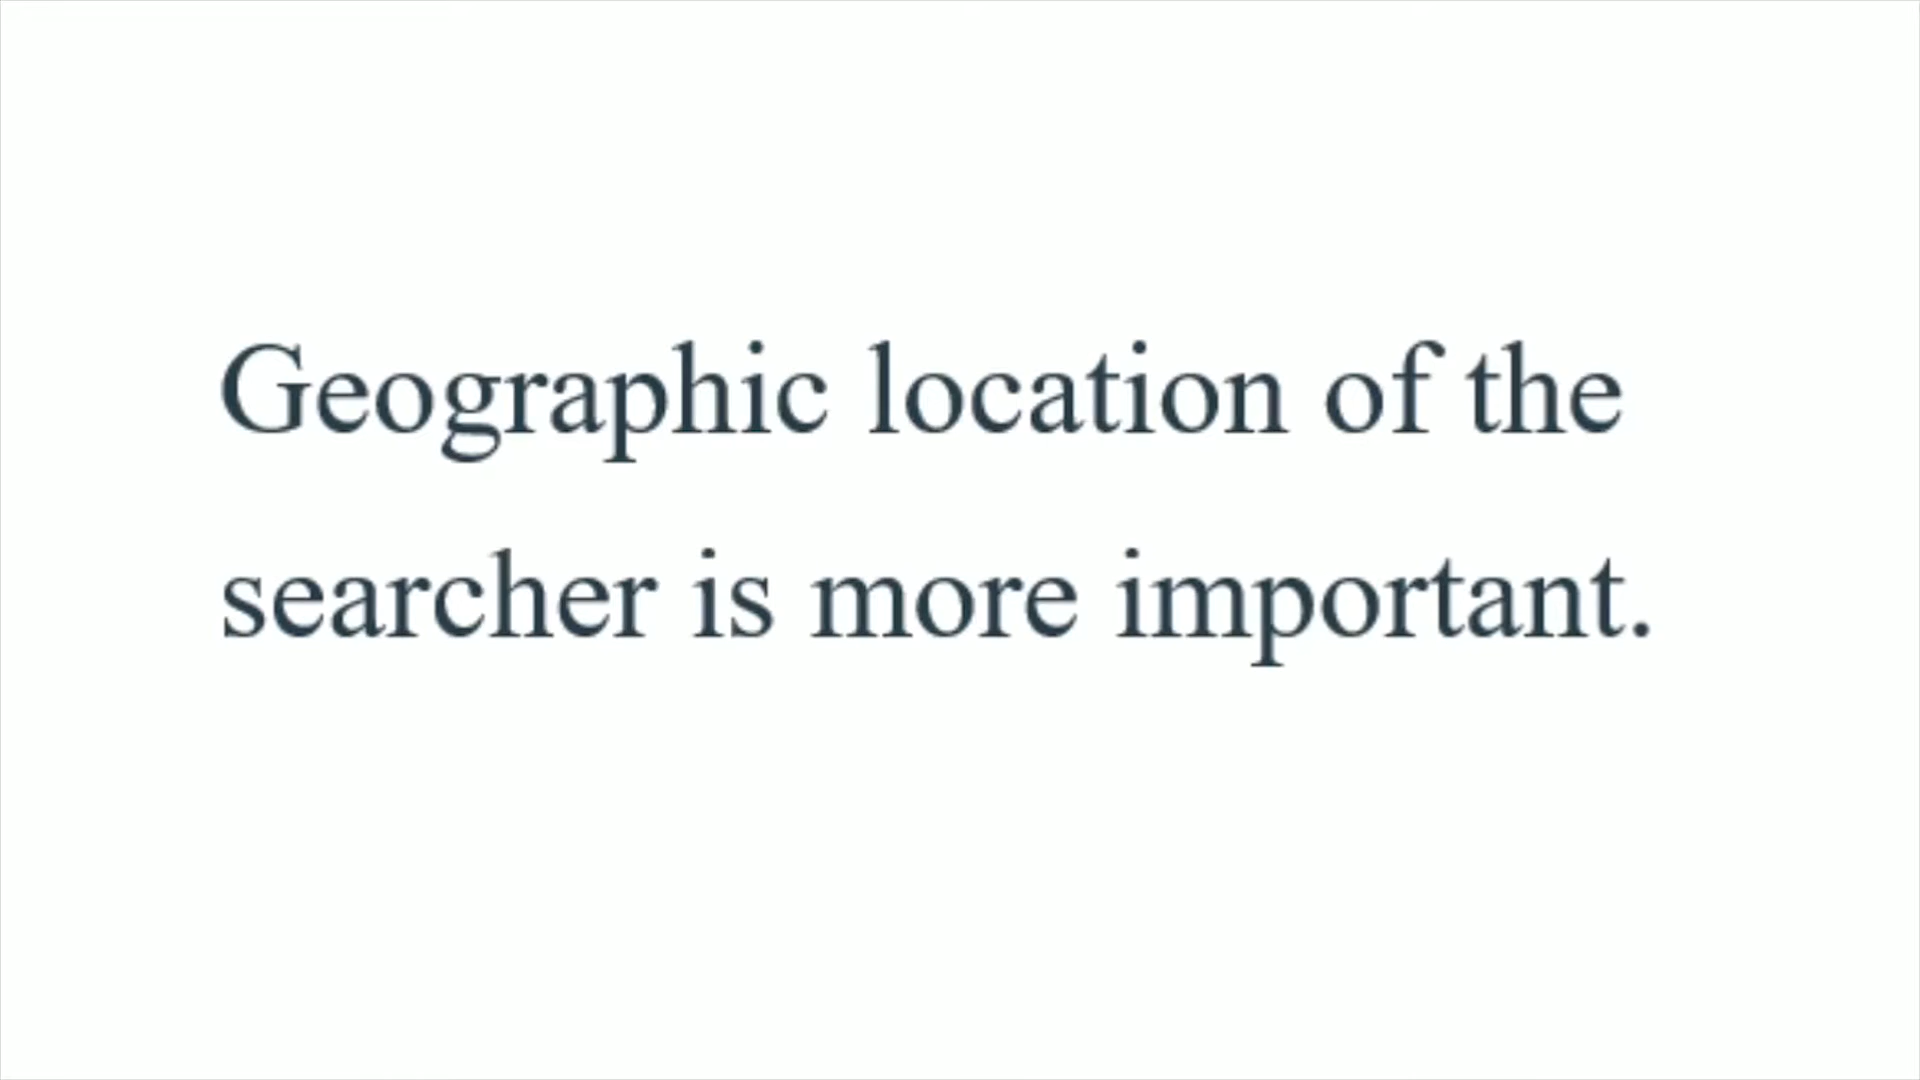 Geographic location of the
searcher is more important.